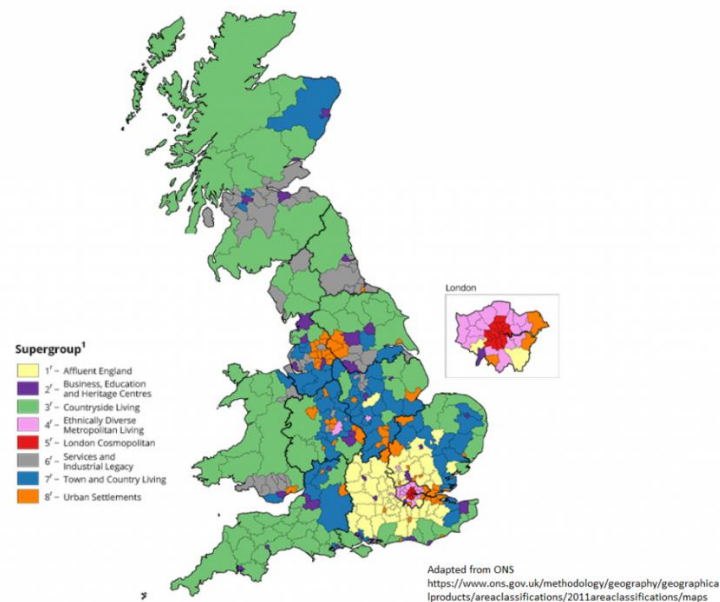 London
Supergroup1
1r – Affluent England
2r – Business, Education
and Heritage Centres
3r – Countryside Living
4r – Ethnically Diverse
Metropolitan Living
5r – London Cosmopolitan
6r – Services and
Industrial Legacy
7r – Town and Country Living
8r – Urban Settlements
Adapted from ONS
https://www.ons.gov.uk/methodology/geography/geographica
lproducts/areaclassifications/2011areaclassifications/maps